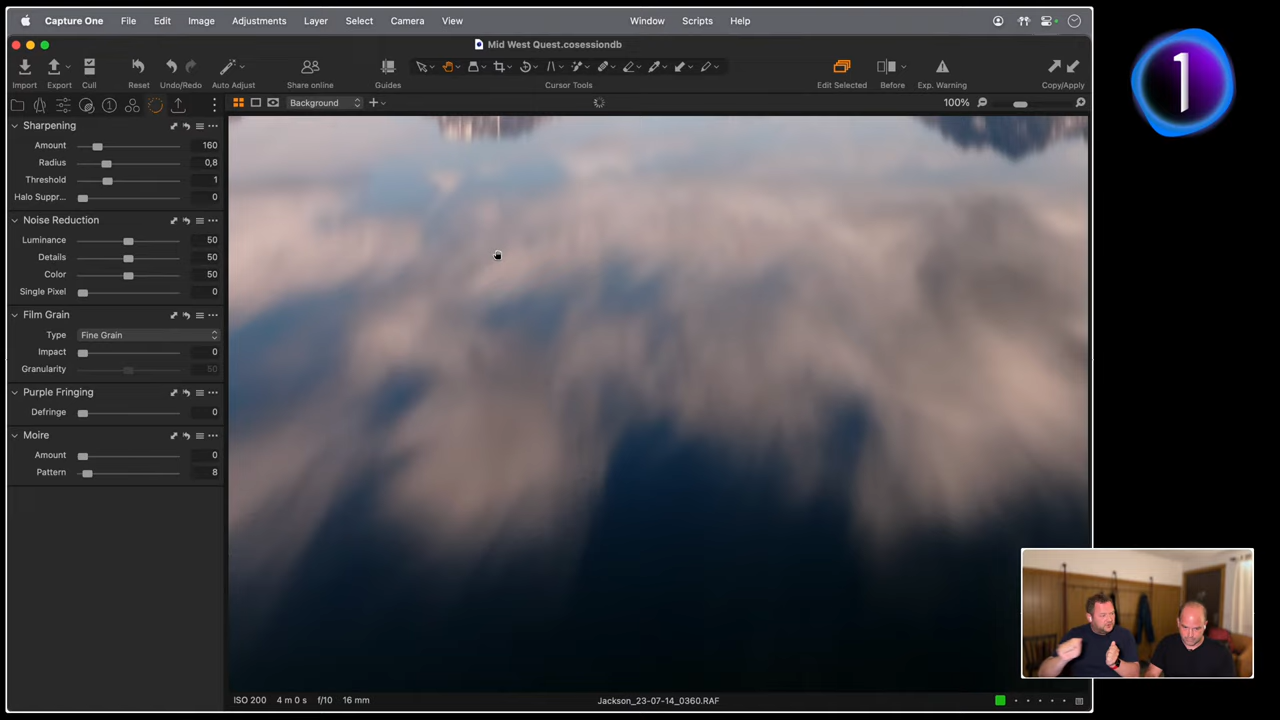 Capture One File Edit Image Adjustments Layer Select Camera View Window Scripts Help
Mid West Quest.cosessiondb
Import Export Cull Reset Undo/Redo Auto Adjust Share online Guides Cursor Tools Edit Selected Before Exp. Warning Copy/Apply
Background 100%
Sharpening
Amount 160
Radius 0,8
Threshold 1
Halo Suppr... 0
Noise Reduction
Luminance 50
Details 50
Color 50
Single Pixel 0
Film Grain
Type Fine Grain
Impact 0
Granularity 50
Purple Fringing
Defringe 0
Moire
Amount 0
Pattern 8
ISO 200 4 m 0 s f/10 16 mm Jackson_23-07-14_0360.RAF
1